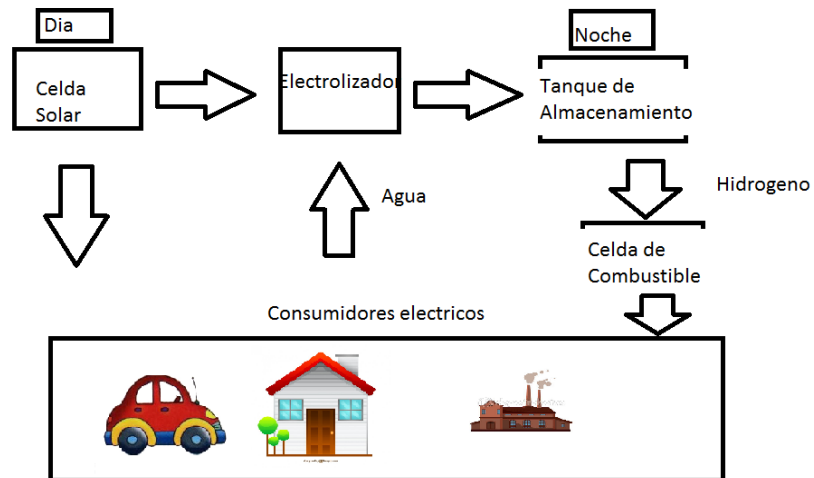 Dia
Noche
Celda
Solar
Electrolizador
Tanque de
Almacenamiento
Agua
Hidrogeno
Celda de
Combustible
Consumidores electricos